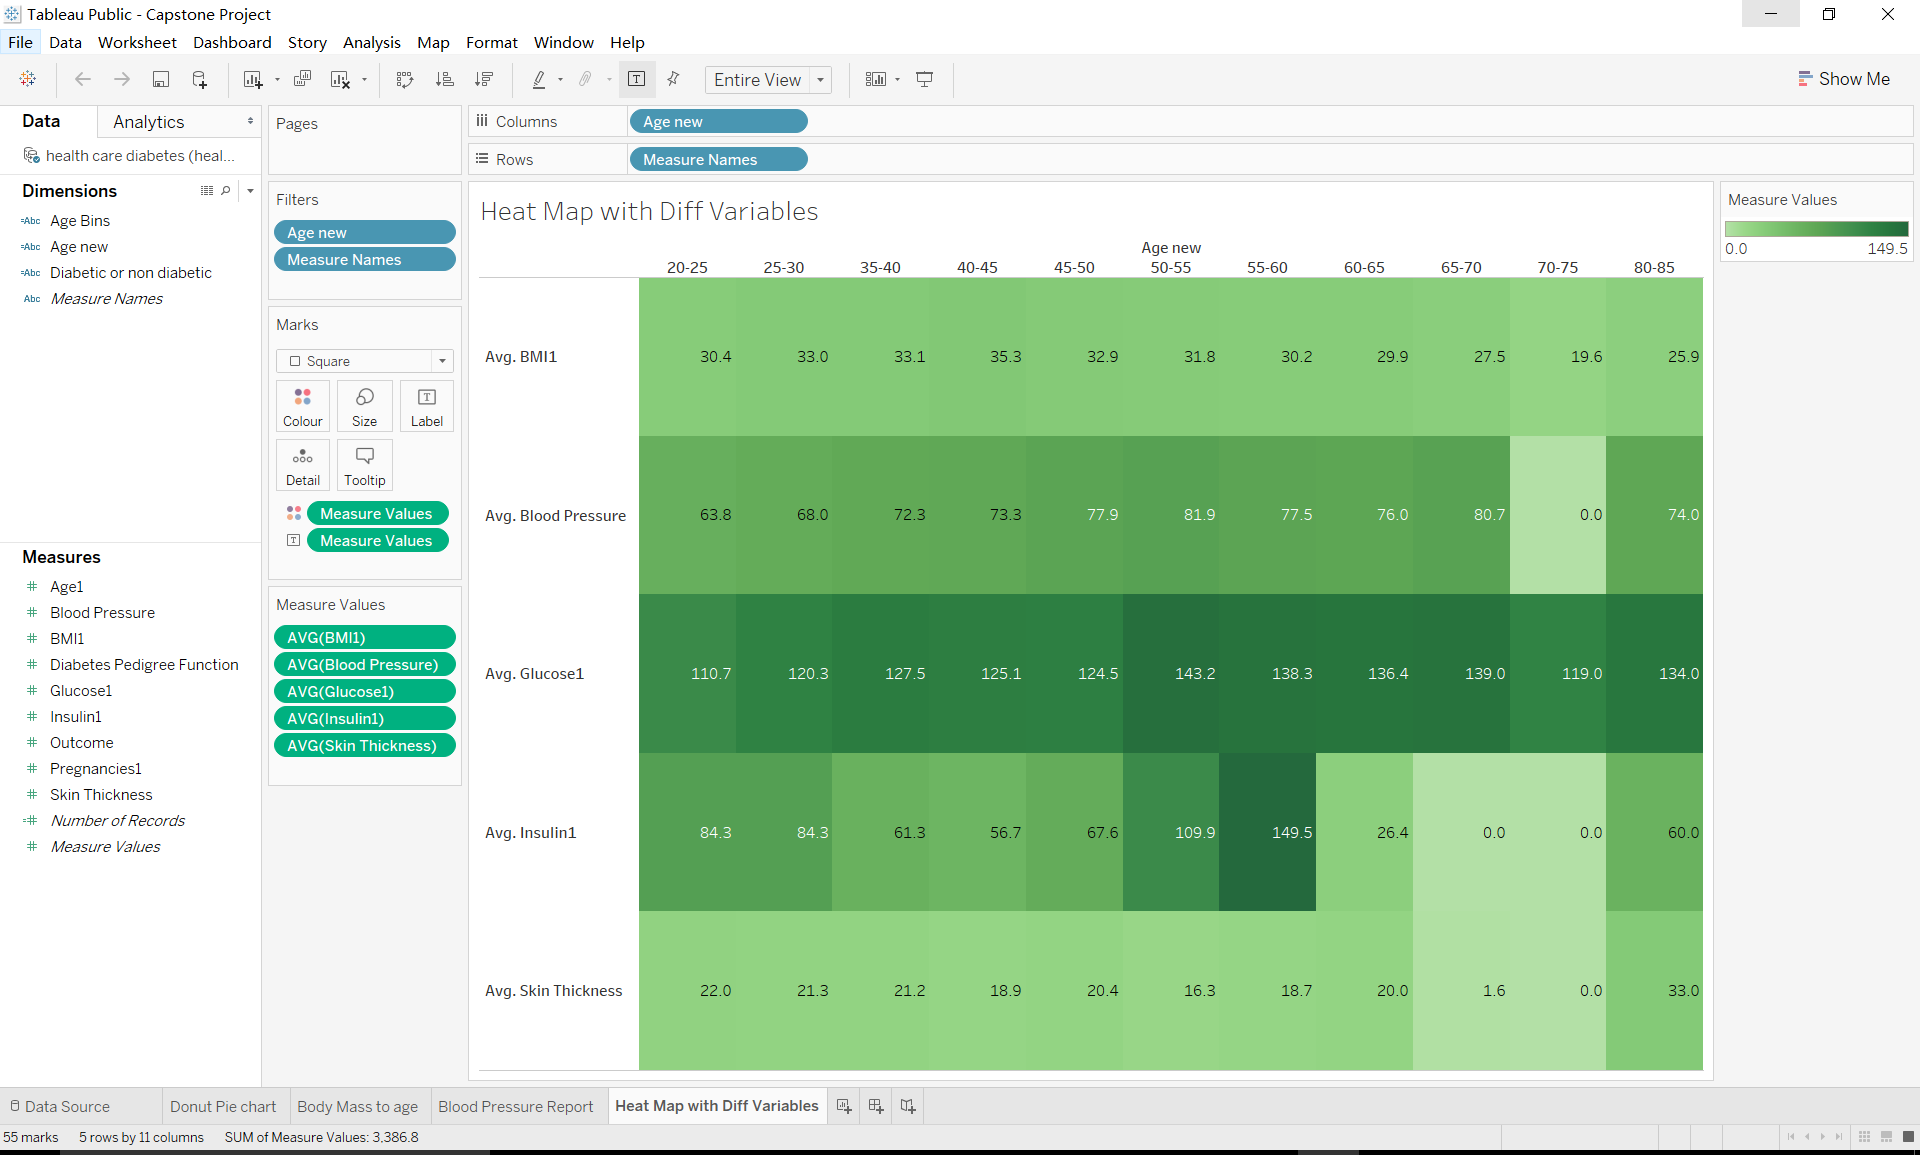 Tableau Public - Capstone Project
File Data Worksheet Dashboard Story Analysis Map Format Window Help
Entire View
Show Me
Data Analytics
health care diabetes (heal...
Dimensions
=Abc Age Bins
=Abc Age new
=Abc Diabetic or non diabetic
Abc Measure Names
Measures
# Age1
# Blood Pressure
# BMI1
# Diabetes Pedigree Function
# Glucose1
# Insulin1
# Outcome
# Pregnancies1
# Skin Thickness
=# Number of Records
# Measure Values
Pages
Filters
Age new
Measure Names
Marks
Square
Colour Size Label
Detail Tooltip
Measure Values
Measure Values
Measure Values
AVG(BMI1)
AVG(Blood Pressure)
AVG(Glucose1)
AVG(Insulin1)
AVG(Skin Thickness)
Columns Age new
Rows Measure Names
Heat Map with Diff Variables
Age new
20-25 25-30 35-40 40-45 45-50 50-55 55-60 60-65 65-70 70-75 80-85
Avg. BMI1 30.4 33.0 33.1 35.3 32.9 31.8 30.2 29.9 27.5 19.6 25.9
Avg. Blood Pressure 63.8 68.0 72.3 73.3 77.9 81.9 77.5 76.0 80.7 0.0 74.0
Avg. Glucose1 110.7 120.3 127.5 125.1 124.5 143.2 138.3 136.4 139.0 119.0 134.0
Avg. Insulin1 84.3 84.3 61.3 56.7 67.6 109.9 149.5 26.4 0.0 0.0 60.0
Avg. Skin Thickness 22.0 21.3 21.2 18.9 20.4 16.3 18.7 20.0 1.6 0.0 33.0
Measure Values
0.0 149.5
Data Source Donut Pie chart Body Mass to age Blood Pressure Report Heat Map with Diff Variables
55 marks 5 rows by 11 columns SUM of Measure Values: 3,386.8